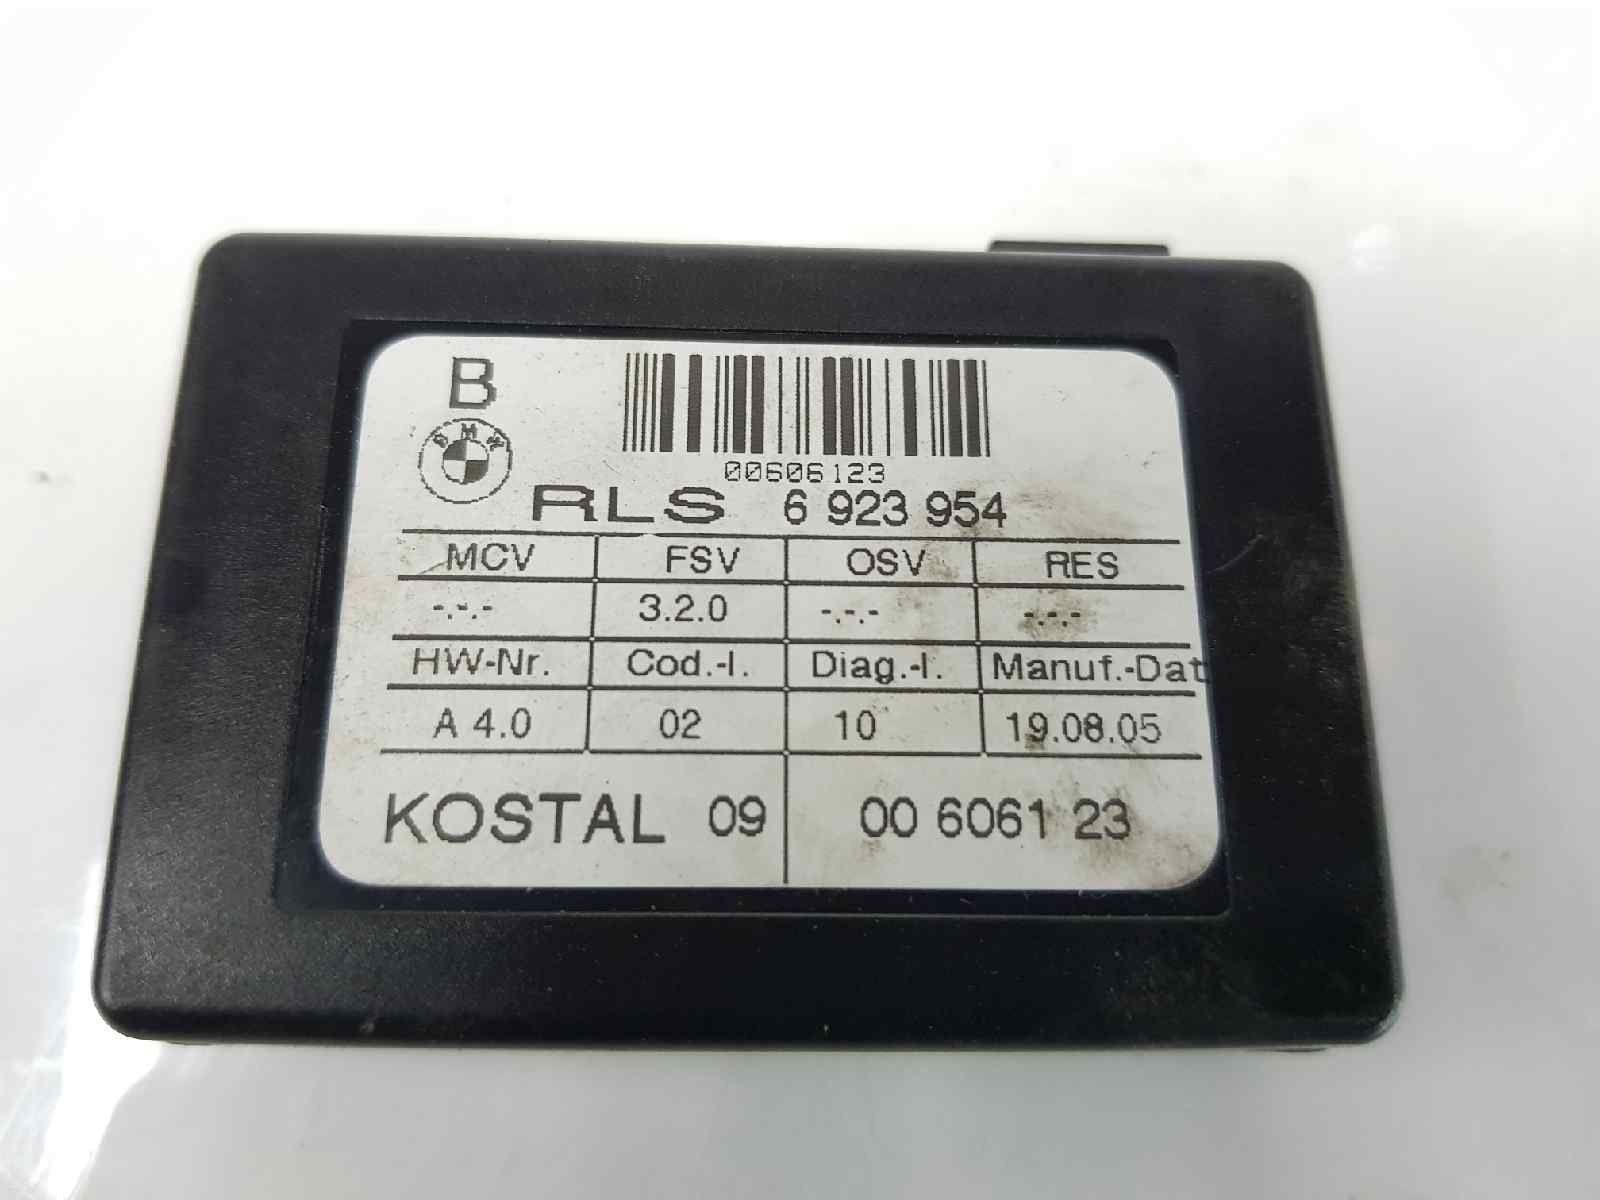 B
BMW
00606123
RLS 6 923 954
MCV FSV OSV RES
-.-.- 3.2.0 -.-.- -.-.-
HW-Nr. Cod.-I. Diag.-I. Manuf.-Dat
A 4.0 02 10 19.08.05
KOSTAL 09 00 6061 23